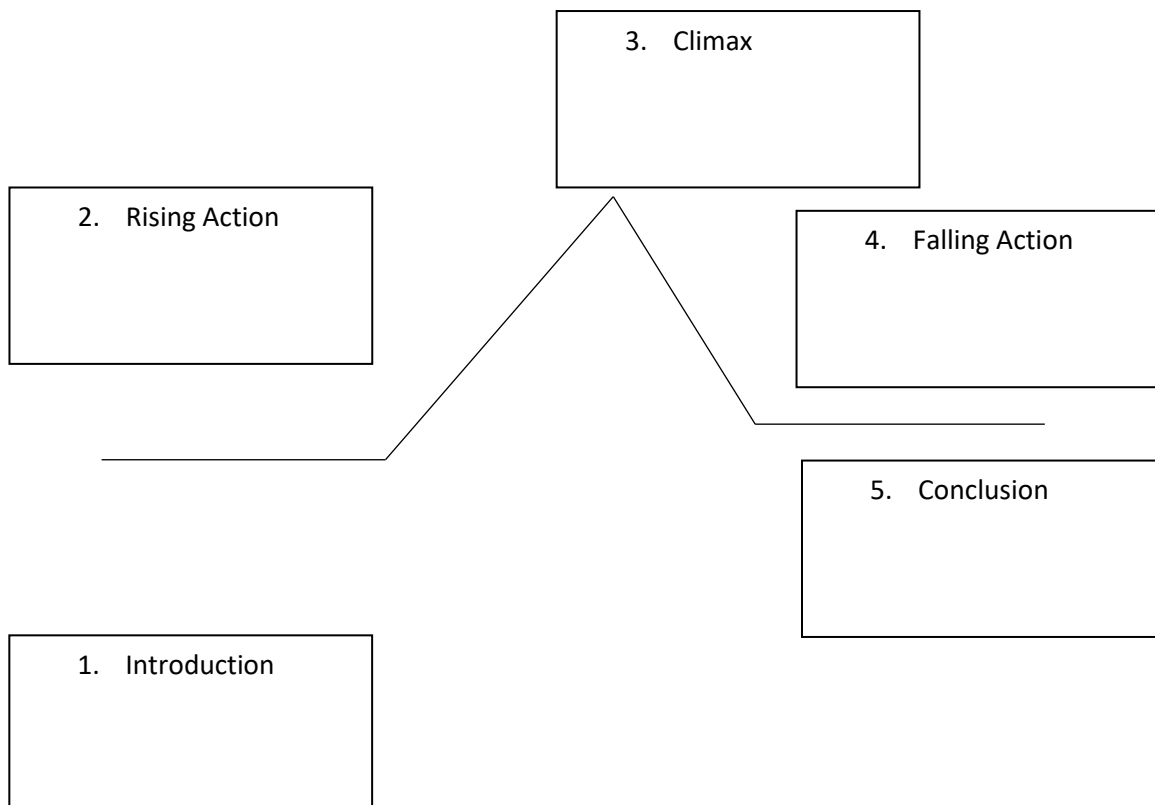 3. Climax
2. Rising Action
4. Falling Action
5. Conclusion
1. Introduction